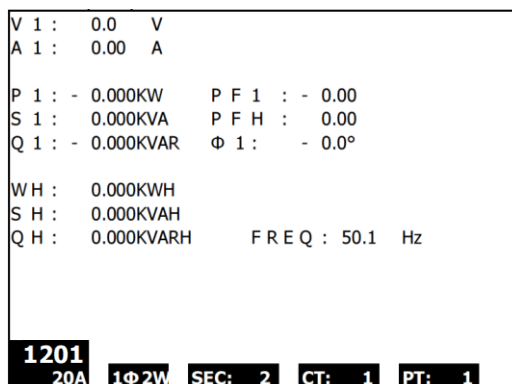 V 1 : 0.0 V
A 1 : 0.00 A
P 1 : - 0.000KW P F 1 : - 0.00
S 1 : 0.000KVA P F H : 0.00
Q 1 : - 0.000KVAR Φ 1 : - 0.0°
W H : 0.000KWH
S H : 0.000KVAH
Q H : 0.000KVARH F R E Q : 50.1 Hz
1201
20A 1Φ2W SEC: 2 CT: 1 PT: 1